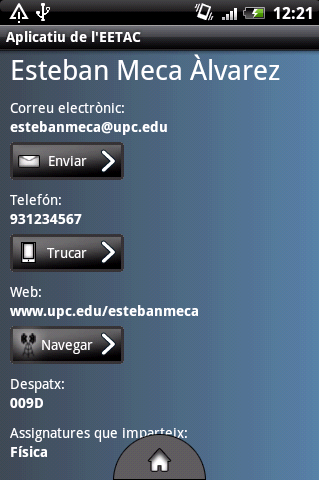 12:21
Aplicatiu de l'EETAC
Esteban Meca Àlvarez
Correu electrònic:
estebanmeca@upc.edu
Enviar
Telefón:
931234567
Trucar
Web:
www.upc.edu/estebanmeca
Navegar
Despatx:
009D
Assignatures que imparteix:
Física